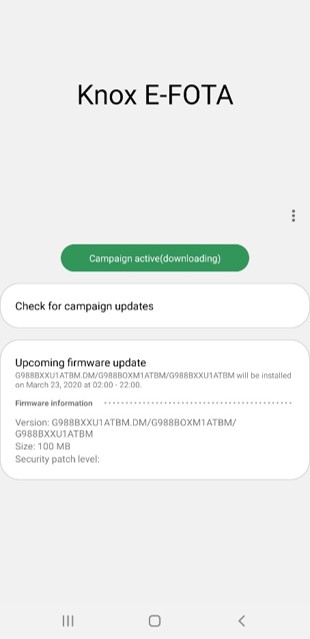 Knox E-FOTA
Campaign active(downloading)
Check for campaign updates
Upcoming firmware update
G988BXXU1ATBM.DM/G988BOXM1ATBM/G988BXXU1ATBM will be installed
on March 23, 2020 at 02:00 - 22:00.
Firmware information
Version: G988BXXU1ATBM.DM/G988BOXM1ATBM/
G988BXXU1ATBM
Size: 100 MB
Security patch level: